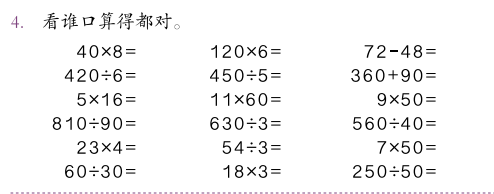 4. 看谁口算得都对。
40×8= 120×6= 72-48=
420÷6= 450÷5= 360+90=
5×16= 11×60= 9×50=
810÷90= 630÷3= 560÷40=
23×4= 54÷3= 7×50=
60÷30= 18×3= 250÷50=